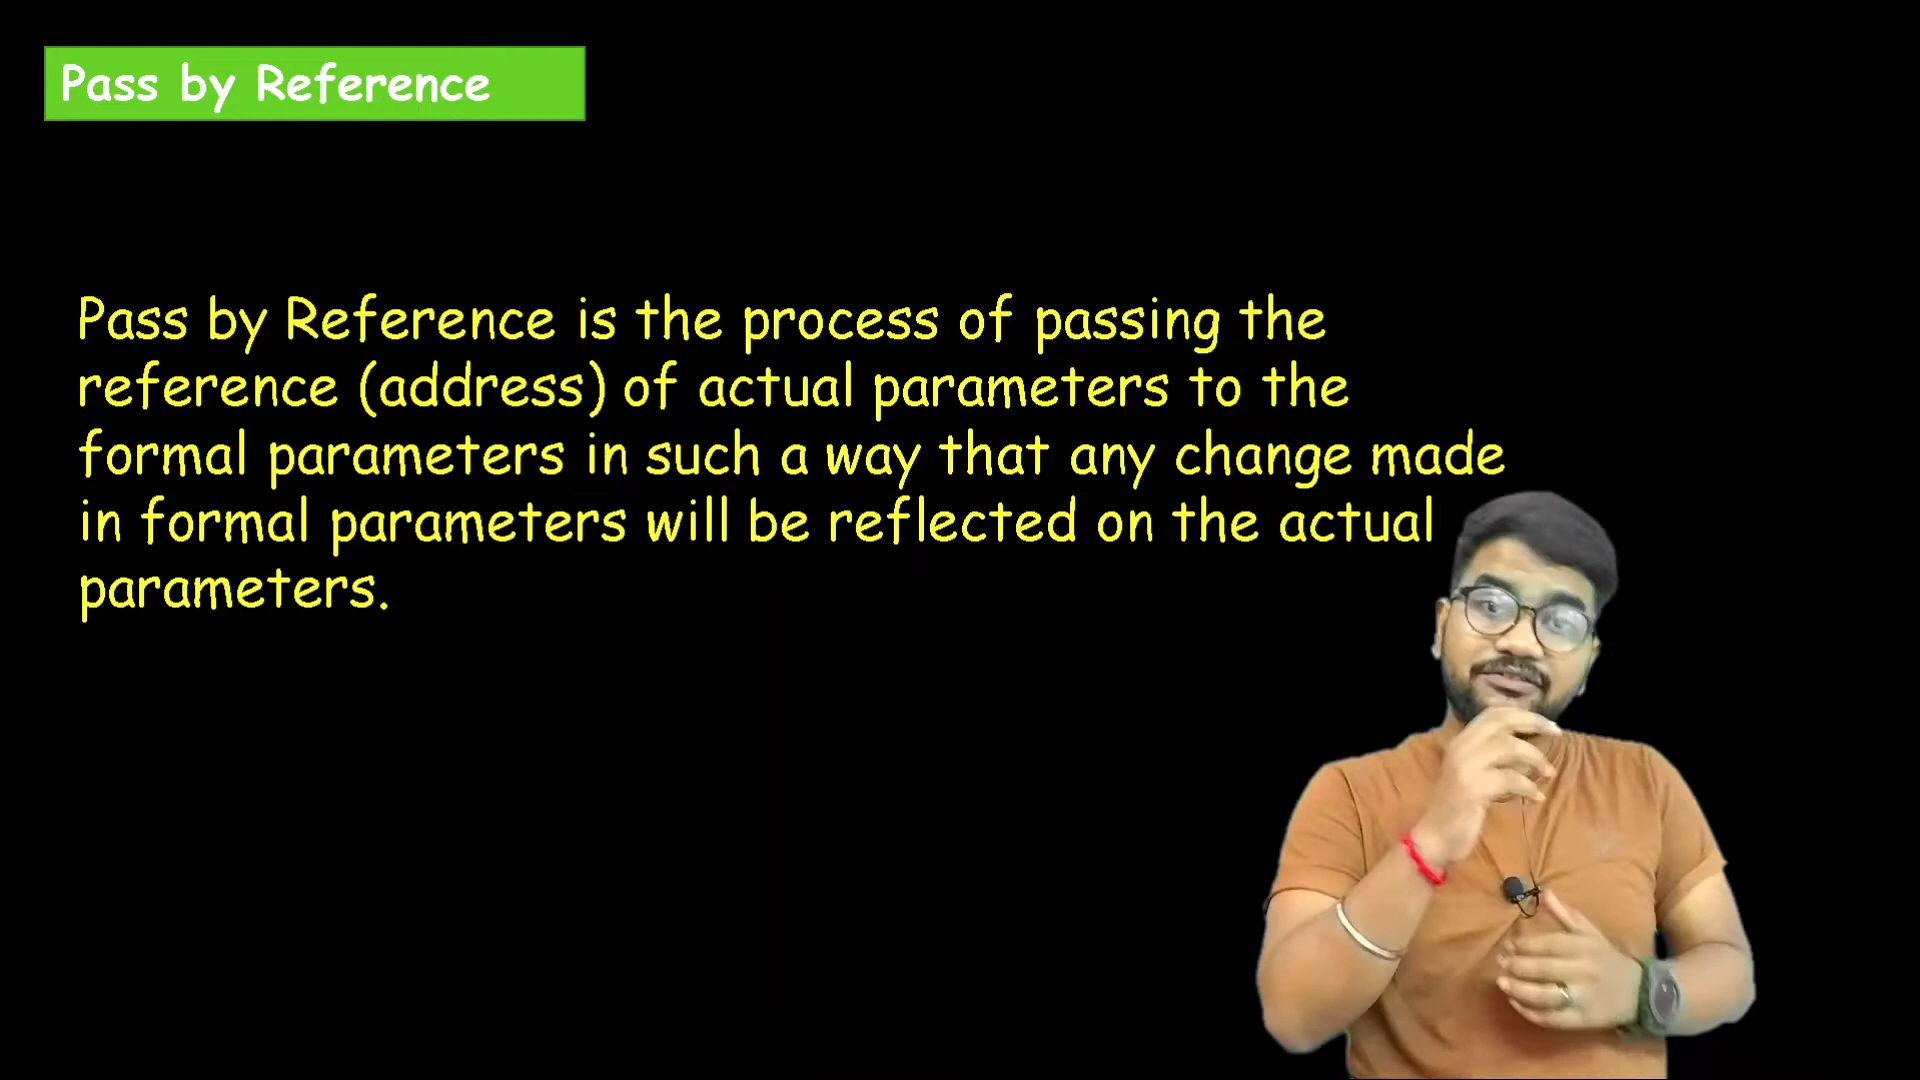 Pass by Reference
Pass by Reference is the process of passing the
reference (address) of actual parameters to the
formal parameters in such a way that any change made
in formal parameters will be reflected on the actual
parameters.